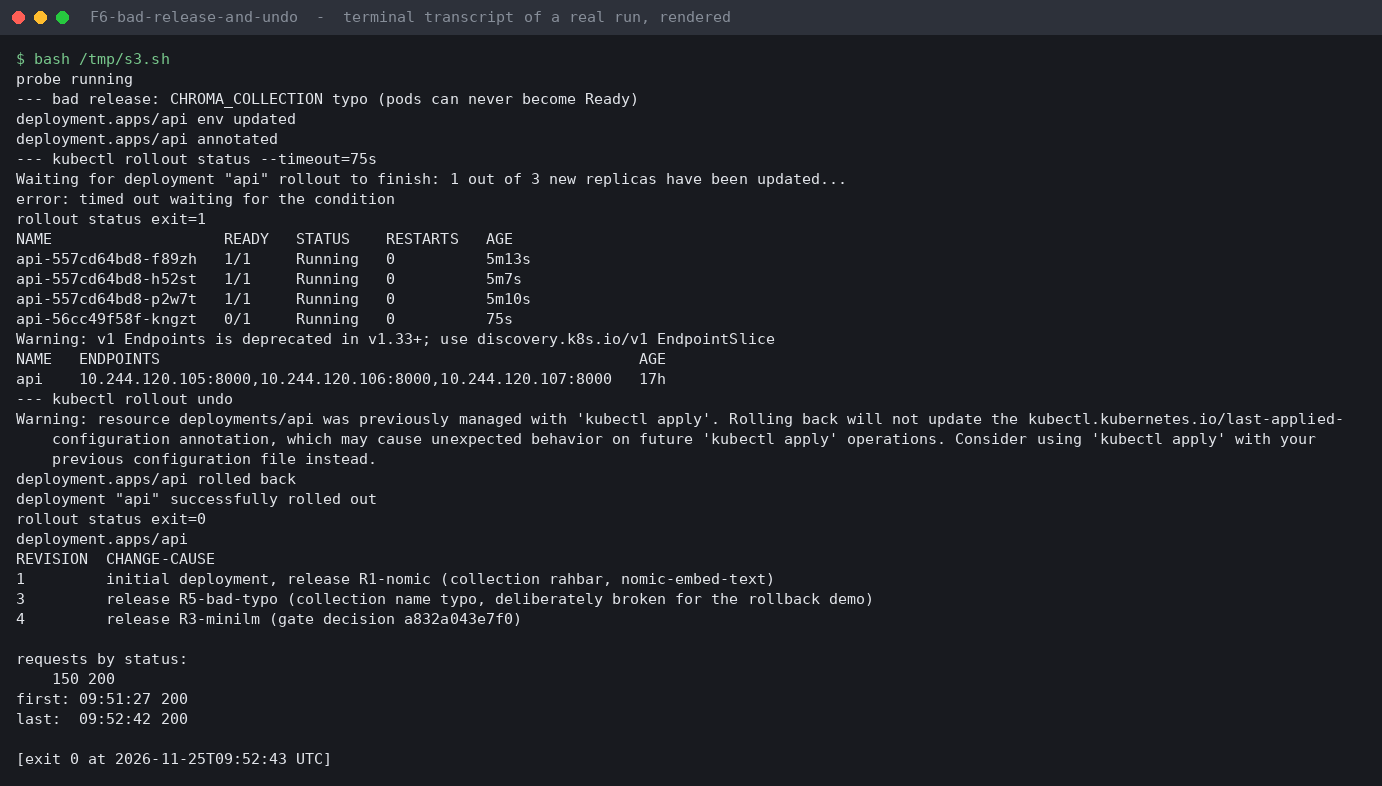 F6-bad-release-and-undo  -  terminal transcript of a real run, rendered
$ bash /tmp/s3.sh
probe running
--- bad release: CHROMA_COLLECTION typo (pods can never become Ready)
deployment.apps/api env updated
deployment.apps/api annotated
--- kubectl rollout status --timeout=75s
Waiting for deployment "api" rollout to finish: 1 out of 3 new replicas have been updated...
error: timed out waiting for the condition
rollout status exit=1
NAME                   READY   STATUS    RESTARTS   AGE
api-557cd64bd8-f89zh   1/1     Running   0          5m13s
api-557cd64bd8-h52st   1/1     Running   0          5m7s
api-557cd64bd8-p2w7t   1/1     Running   0          5m10s
api-56cc49f58f-kngzt   0/1     Running   0          75s
Warning: v1 Endpoints is deprecated in v1.33+; use discovery.k8s.io/v1 EndpointSlice
NAME   ENDPOINTS                                                     AGE
api    10.244.120.105:8000,10.244.120.106:8000,10.244.120.107:8000   17h
--- kubectl rollout undo
Warning: resource deployments/api was previously managed with 'kubectl apply'. Rolling back will not update the kubectl.kubernetes.io/last-applied-
    configuration annotation, which may cause unexpected behavior on future 'kubectl apply' operations. Consider using 'kubectl apply' with your
    previous configuration file instead.
deployment.apps/api rolled back
deployment "api" successfully rolled out
rollout status exit=0
deployment.apps/api
REVISION  CHANGE-CAUSE
1         initial deployment, release R1-nomic (collection rahbar, nomic-embed-text)
3         release R5-bad-typo (collection name typo, deliberately broken for the rollback demo)
4         release R3-minilm (gate decision a832a043e7f0)

requests by status:
    150 200
first: 09:51:27 200
last:  09:52:42 200

[exit 0 at 2026-11-25T09:52:43 UTC]